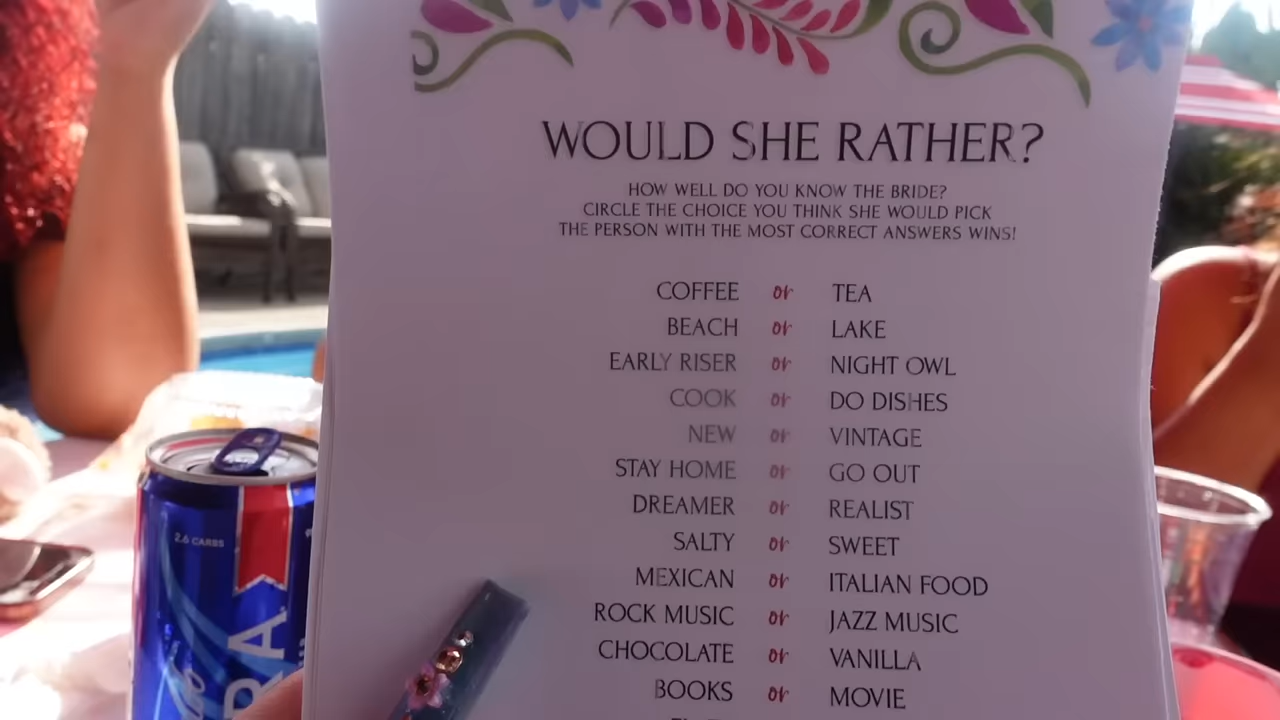 WOULD SHE RATHER?
HOW WELL DO YOU KNOW THE BRIDE?
CIRCLE THE CHOICE YOU THINK SHE WOULD PICK
THE PERSON WITH THE MOST CORRECT ANSWERS WINS!
COFFEE or TEA
BEACH or LAKE
EARLY RISER or NIGHT OWL
COOK or DO DISHES
NEW or VINTAGE
STAY HOME or GO OUT
DREAMER or REALIST
SALTY or SWEET
MEXICAN or ITALIAN FOOD
ROCK MUSIC or JAZZ MUSIC
CHOCOLATE or VANILLA
BOOKS or MOVIE
2.6 CARBS